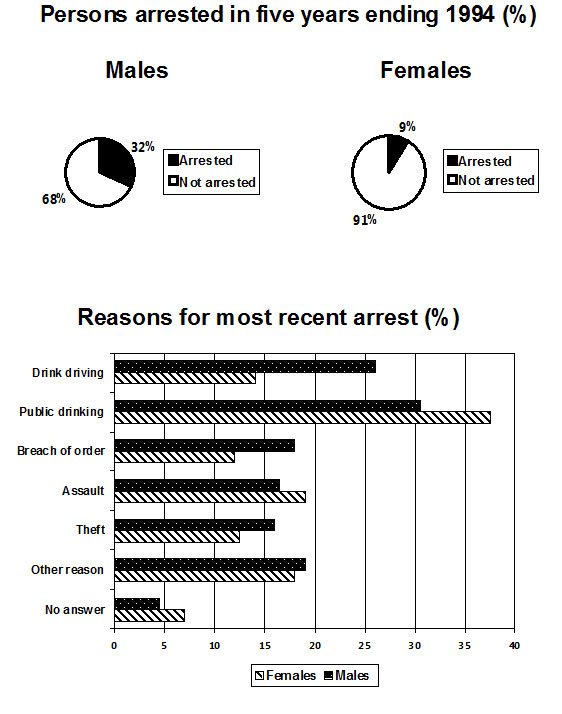 Persons arrested in five years ending 1994 (%)
Males
Females
32%
68%
Arrested
Not arrested
9%
91%
Arrested
Not arrested
Reasons for most recent arrest (%)
Drink driving
Public drinking
Breach of order
Assault
Theft
Other reason
No answer
0 5 10 15 20 25 30 35 40
Females Males